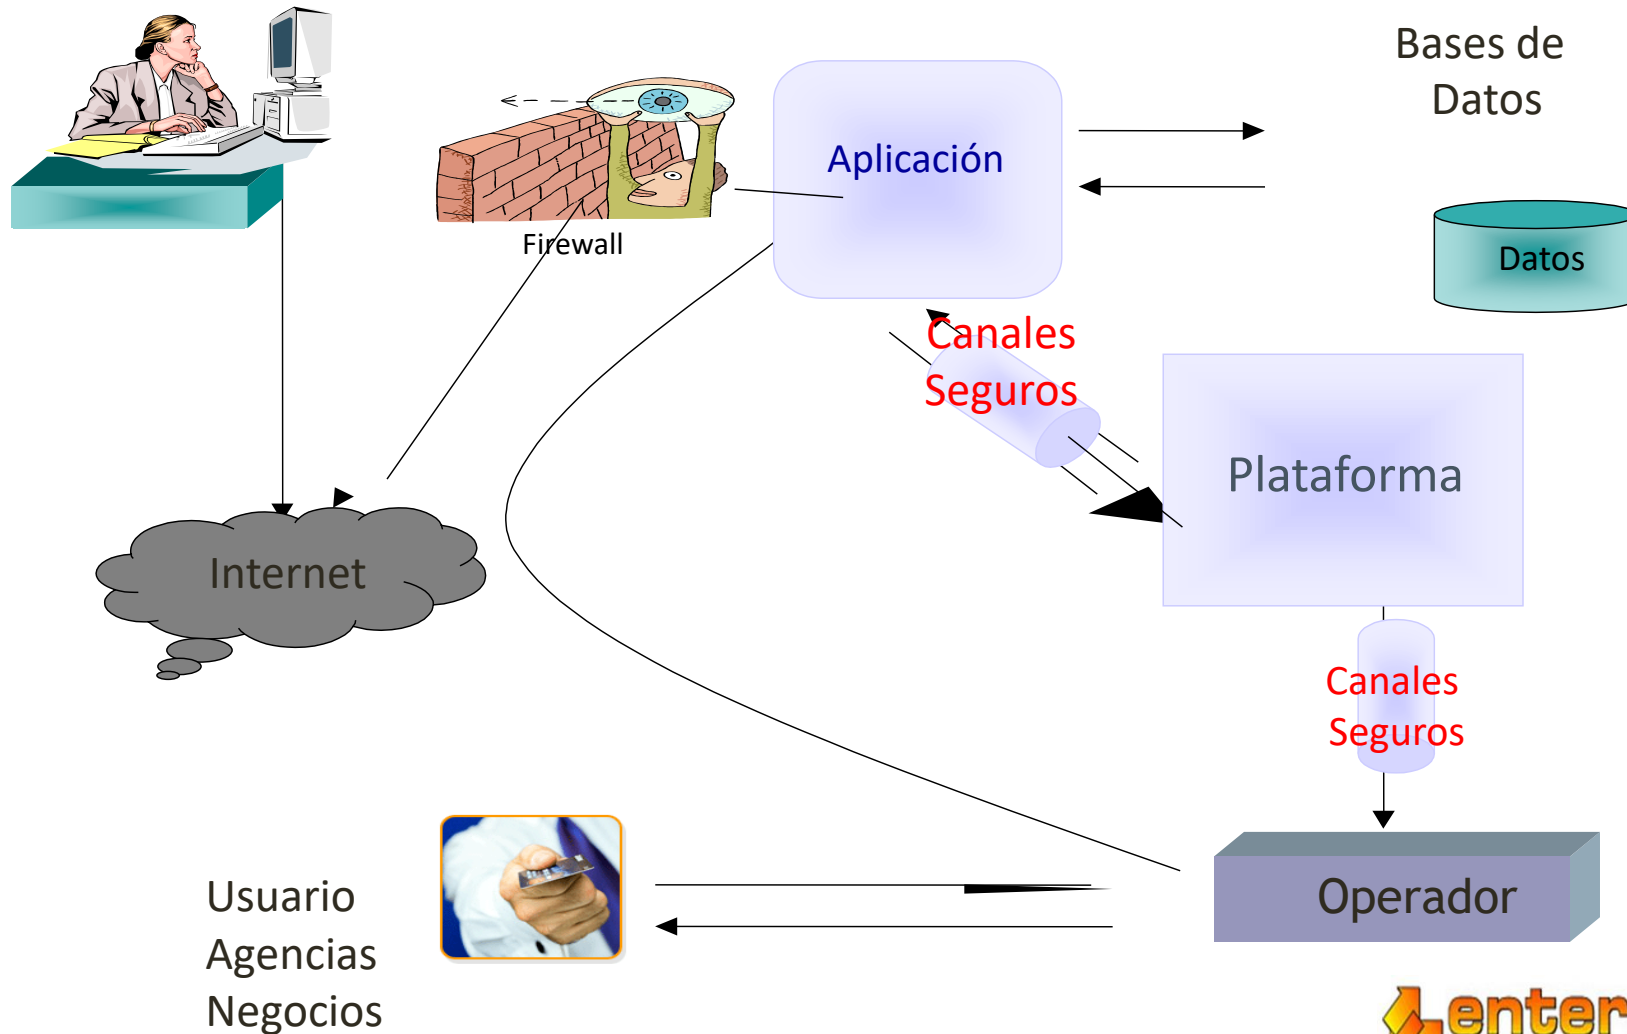 Bases de
Datos
Aplicación
Firewall
Datos
Canales
Seguros
Plataforma
Internet
Canales
Seguros
Operador
Usuario
Agencias
Negocios
enter